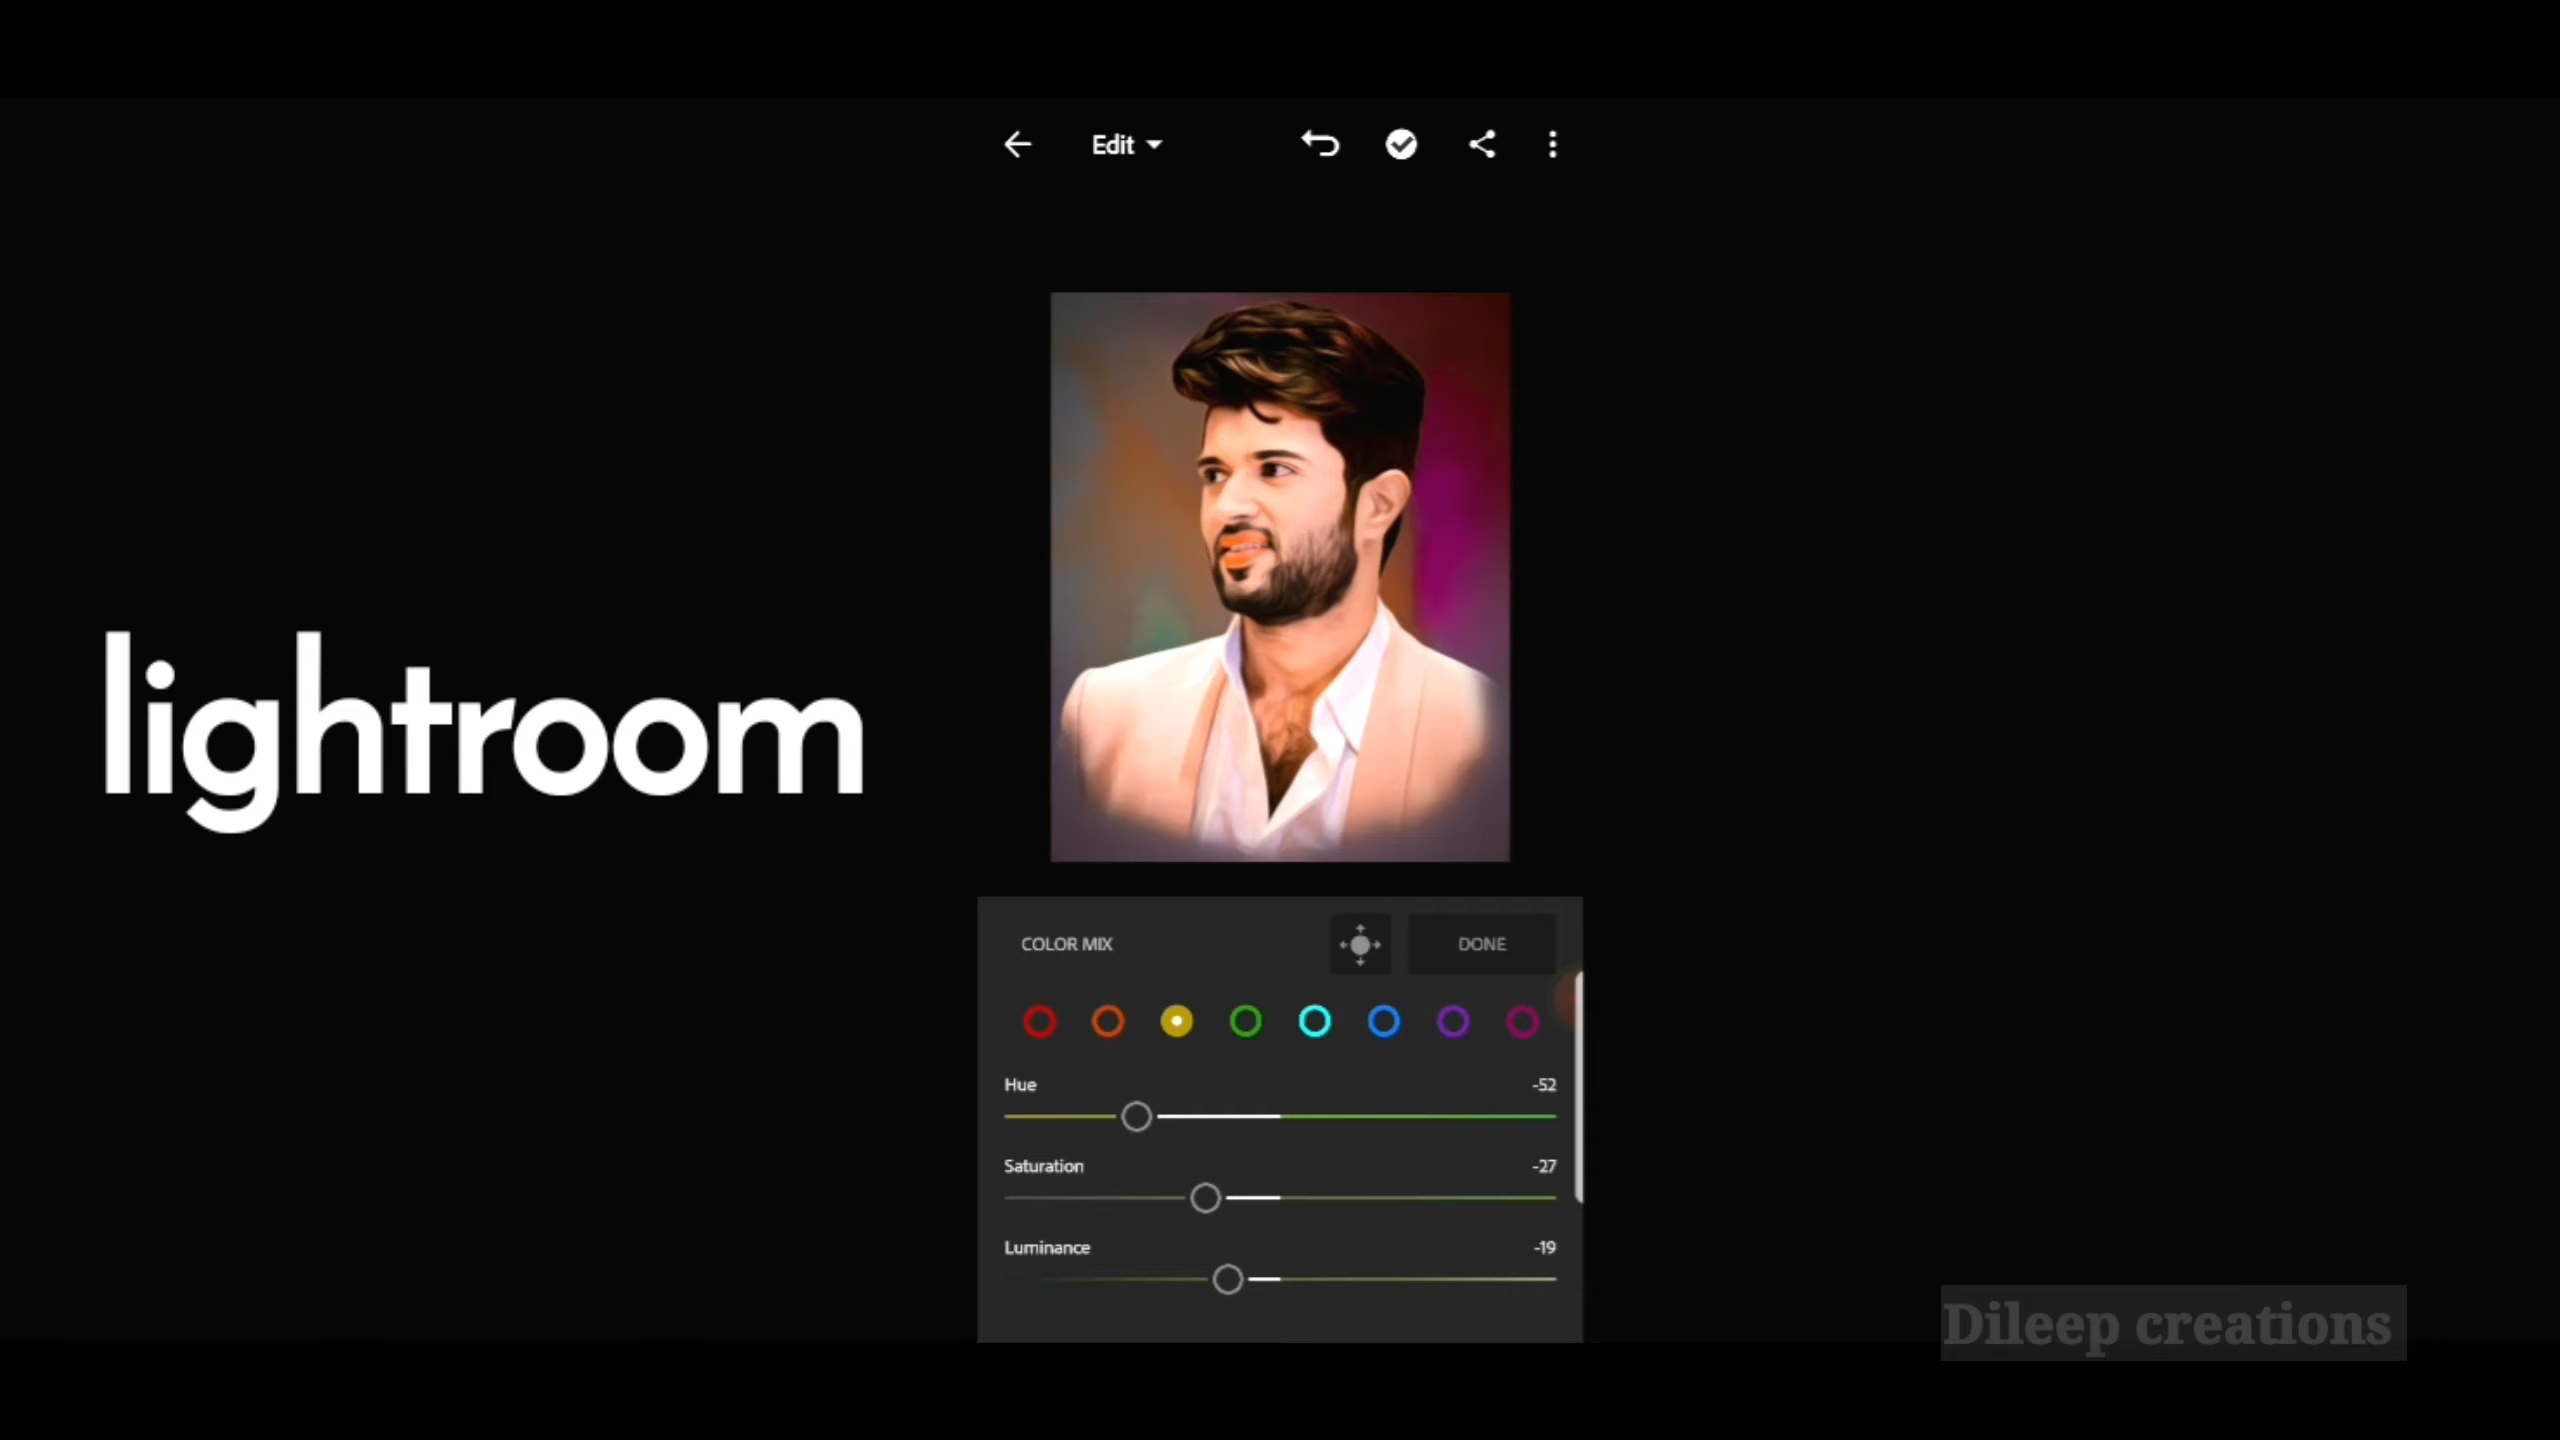 Edit
lightroom
COLOR MIX
DONE
Hue
-52
Saturation
-27
Luminance
-19
Dileep creations